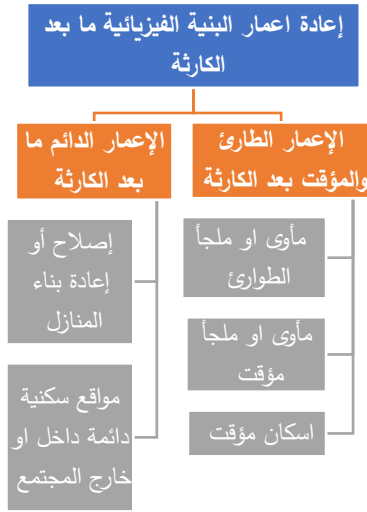 إعادة اعمار البنية الفيزيائية ما بعد
الكارثة
الإعمار الطارئ
والمؤقت بعد الكارثة
مأوى او ملجأ
الطوارئ
مأوى او ملجأ
مؤقت
اسكان مؤقت
الإعمار الدائم ما
بعد الكارثة
إصلاح أو
إعادة بناء
المنازل
مواقع سكنية
دائمة داخل او
خارج المجتمع